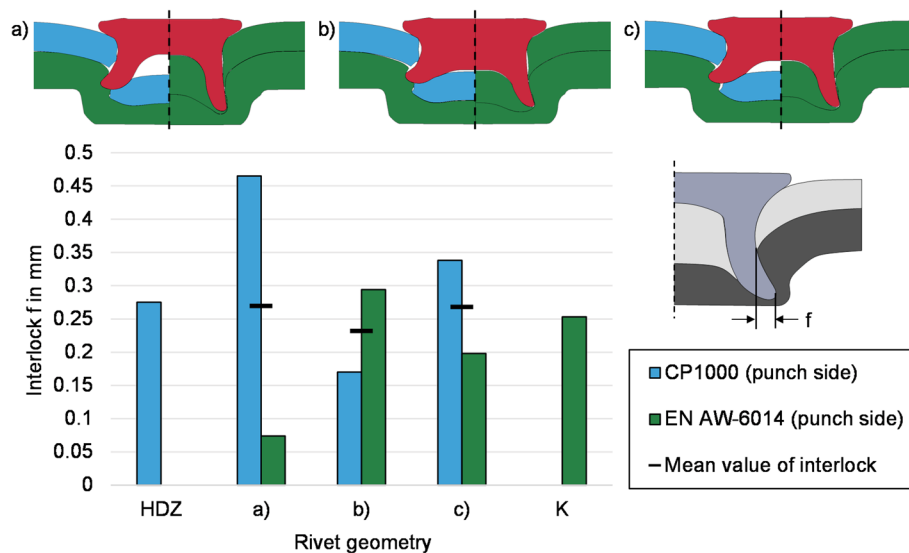 a)
b)
c)
Interlock f in mm
0.5
0.45
0.4
0.35
0.3
0.25
0.20
0.15
0.1
0.05
0
HDZ a) b) c) K
Rivet geometry
f
CP1000 (punch side)
EN AW-6014 (punch side)
Mean value of interlock